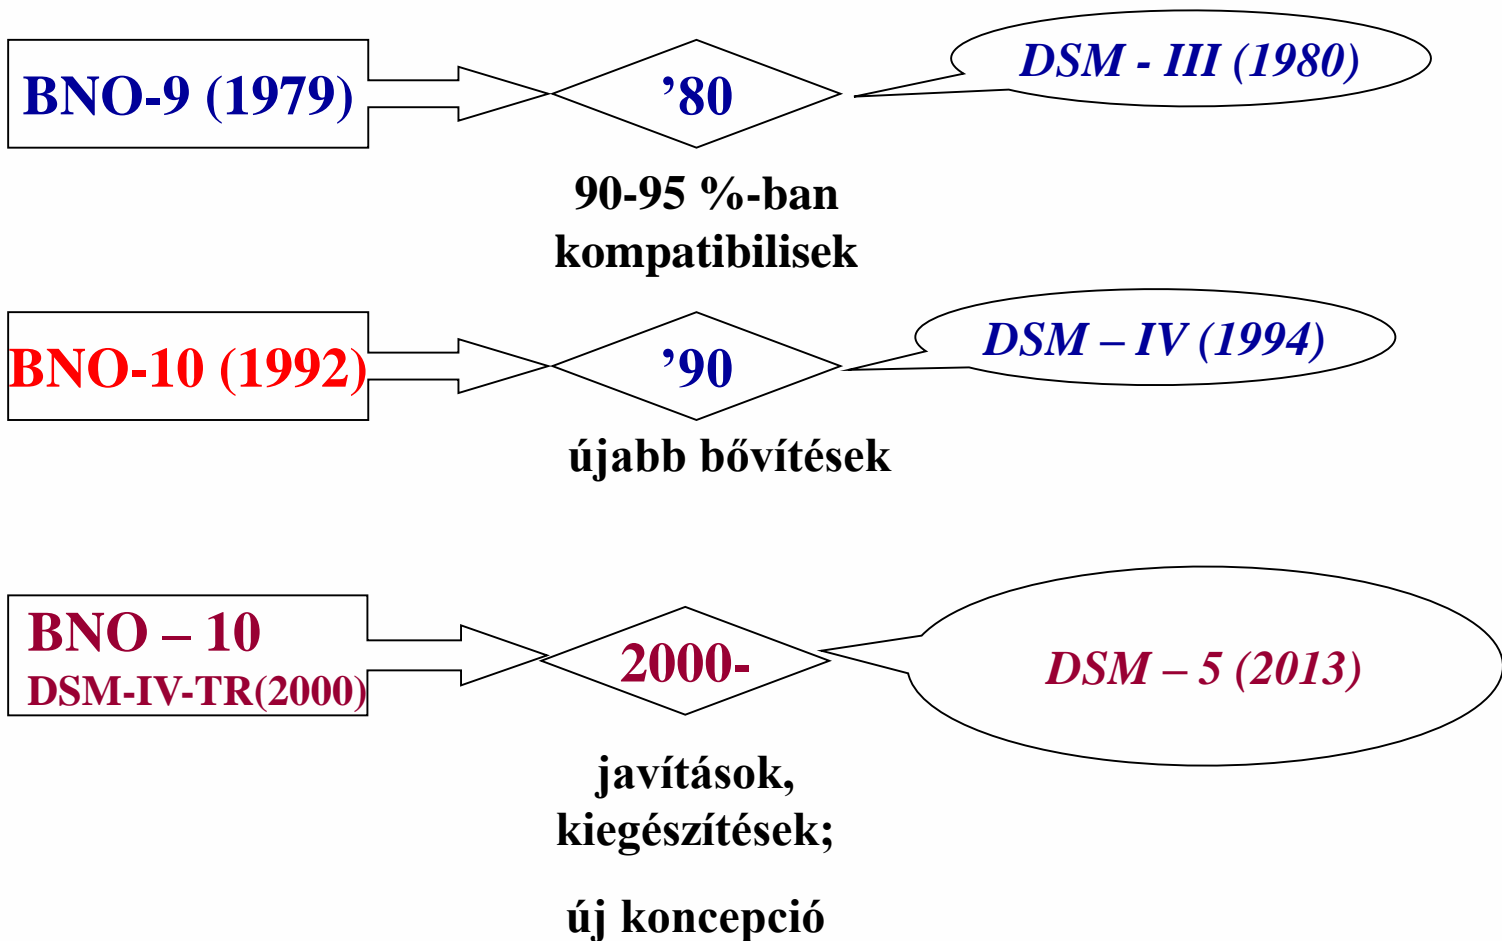 BNO-9 (1979)
’80
DSM - III (1980)
90-95 %-ban
kompatibilisek
BNO-10 (1992)
’90
DSM – IV (1994)
újabb bővítések
BNO – 10
DSM-IV-TR(2000)
2000-
DSM – 5 (2013)
javítások,
kiegészítések;
új koncepció